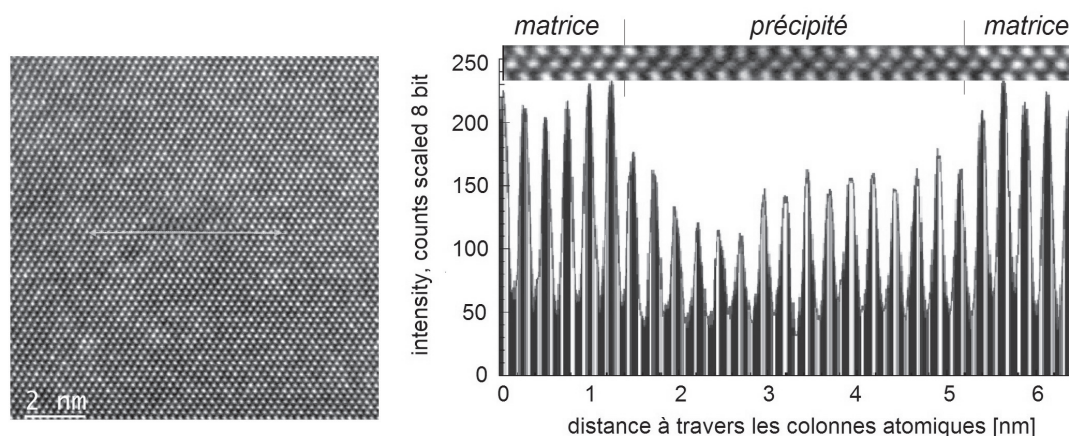 2 nm
matrice précipité matrice
intensity, counts scaled 8 bit
250
200
150
100
50
0
0 1 2 3 4 5 6
distance à travers les colonnes atomiques [nm]